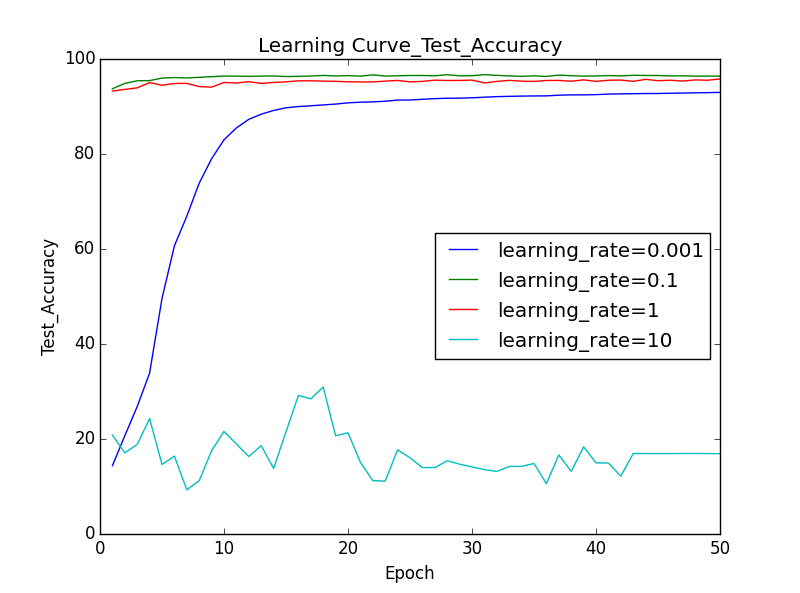 Learning Curve_Test_Accuracy
100
80
60
40
20
0
Test_Accuracy
learning_rate=0.001
learning_rate=0.1
learning_rate=1
learning_rate=10
0 10 20 30 40 50
Epoch